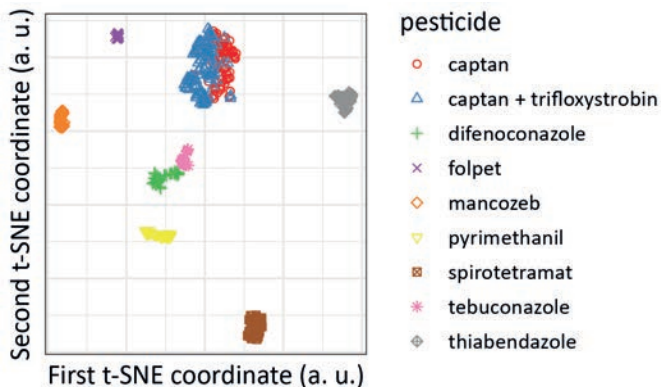 pesticide
captan
captan + trifloxystrobin
difenoconazole
folpet
mancozeb
pyrimethanil
spirotetramat
tebuconazole
thiabendazole
Second t-SNE coordinate (a. u.)
First t-SNE coordinate (a. u.)